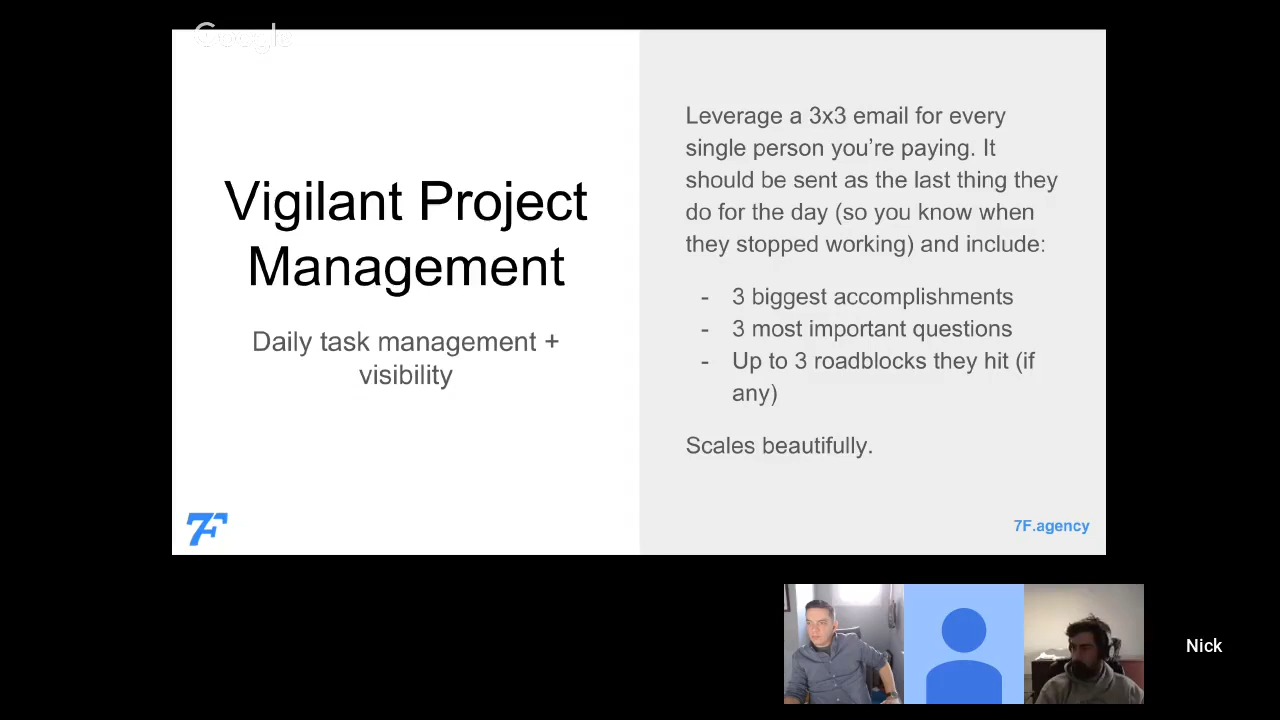 Google
Vigilant Project
Management
Daily task management +
visibility
Leverage a 3x3 email for every
single person you're paying. It
should be sent as the last thing they
do for the day (so you know when
they stopped working) and include:
- 3 biggest accomplishments
- 3 most important questions
- Up to 3 roadblocks they hit (if
any)
Scales beautifully.
7F
7F.agency
Nick